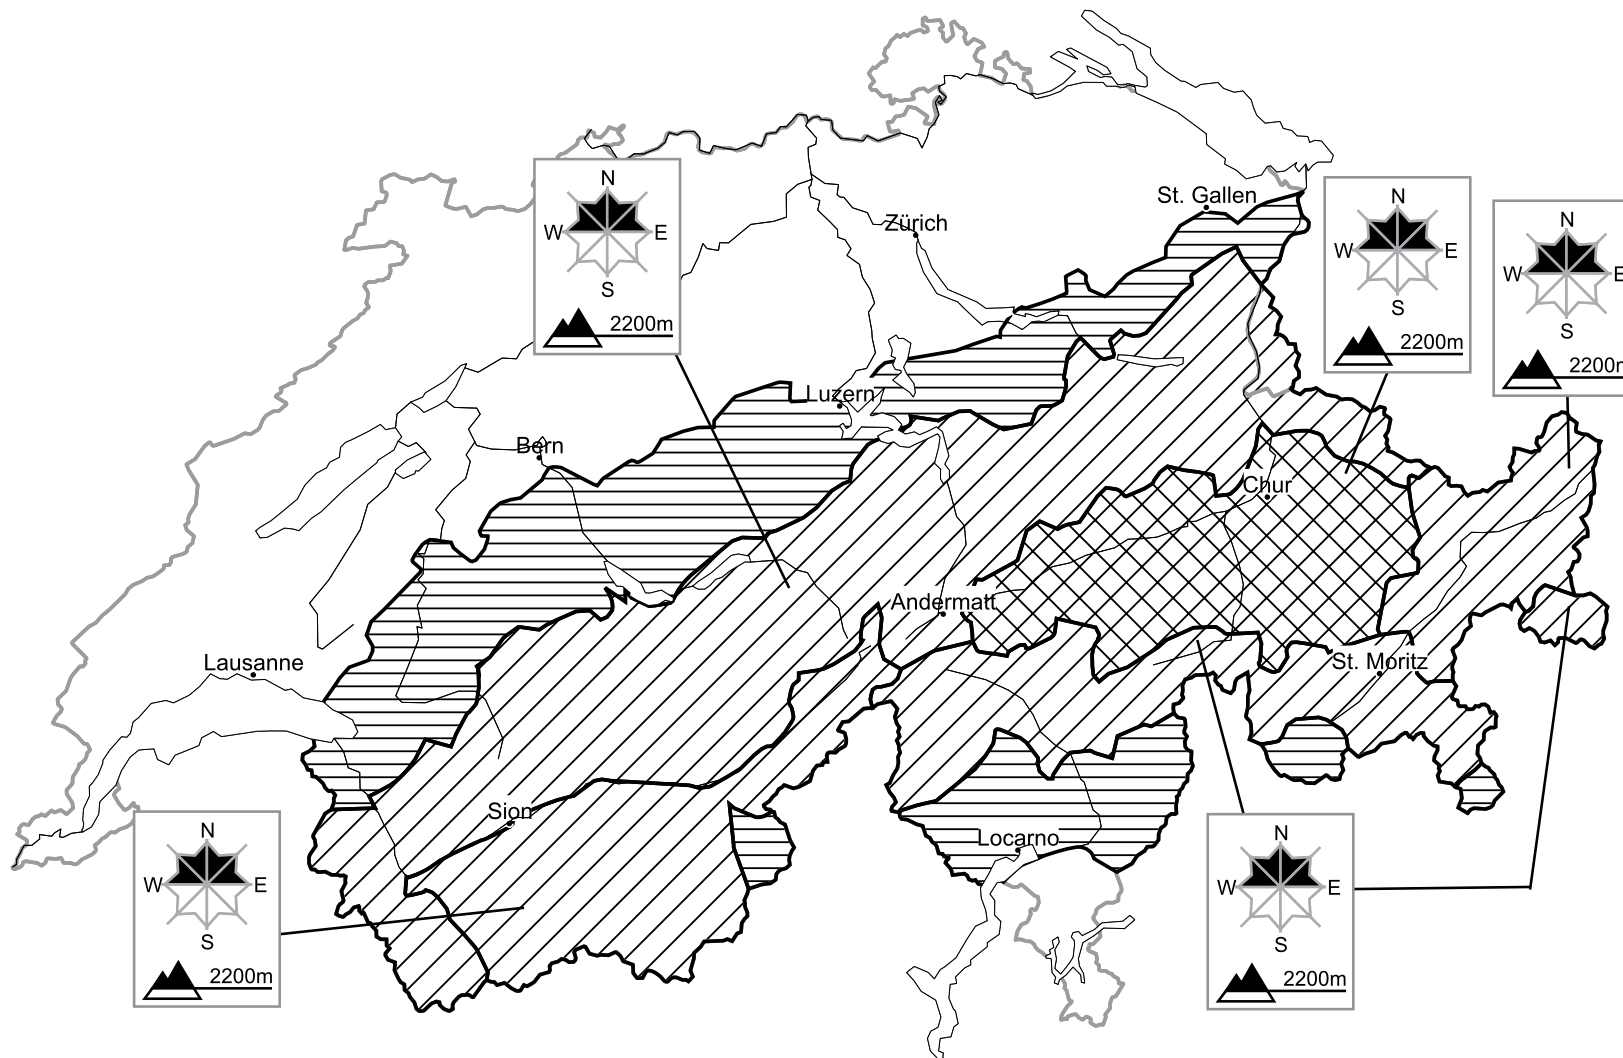 N
W E
S
2200m
St. Gallen
Zürich
N
W E
S
2200m
N
W E
S
2200m
Luzern
Bern
Chur
Andermatt
Lausanne
St. Moritz
Sion
Locarno
N
W E
S
2200m
N
W E
S
2200m